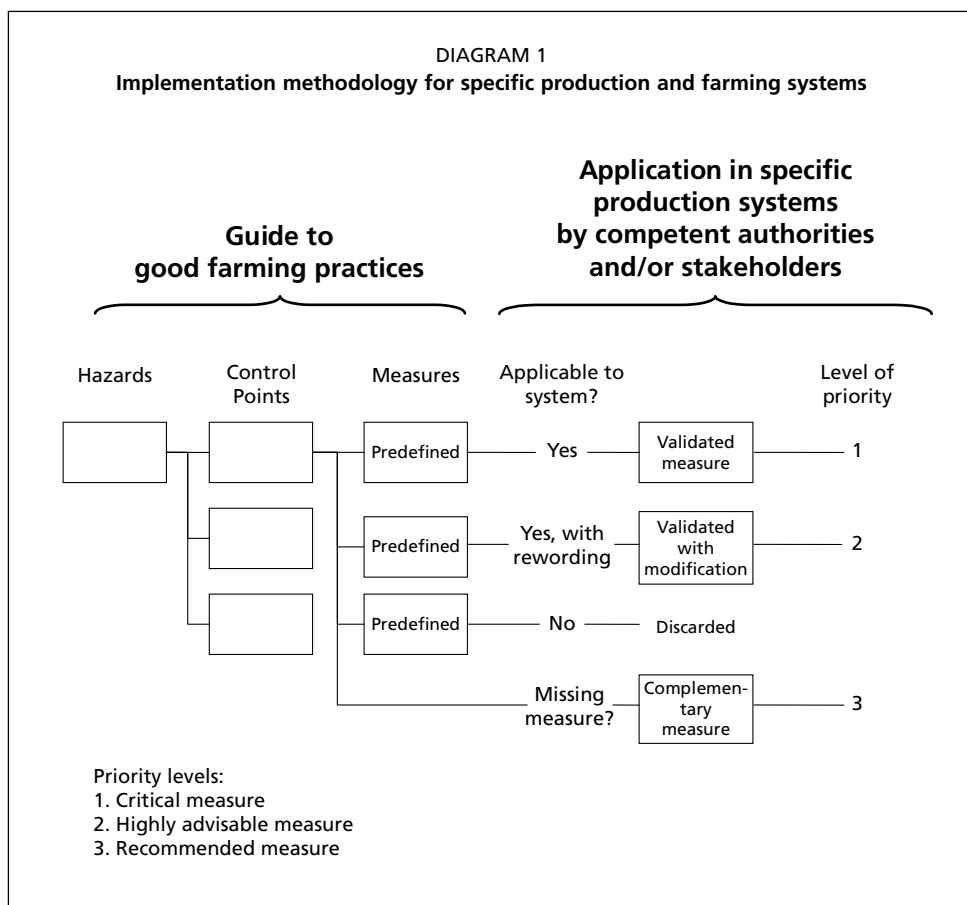 DIAGRAM 1
Implementation methodology for specific production and farming systems
Guide to
good farming practices
Application in specific
production systems
by competent authorities
and/or stakeholders
Hazards
Control
Points
Measures
Applicable to
system?
Level of
priority
Predefined
Yes
Validated
measure
1
Predefined
Yes, with
rewording
Validated
with
modification
2
Predefined
No
Discarded
Missing
measure?
Complemen-
tary
measure
3
Priority levels:
1. Critical measure
2. Highly advisable measure
3. Recommended measure